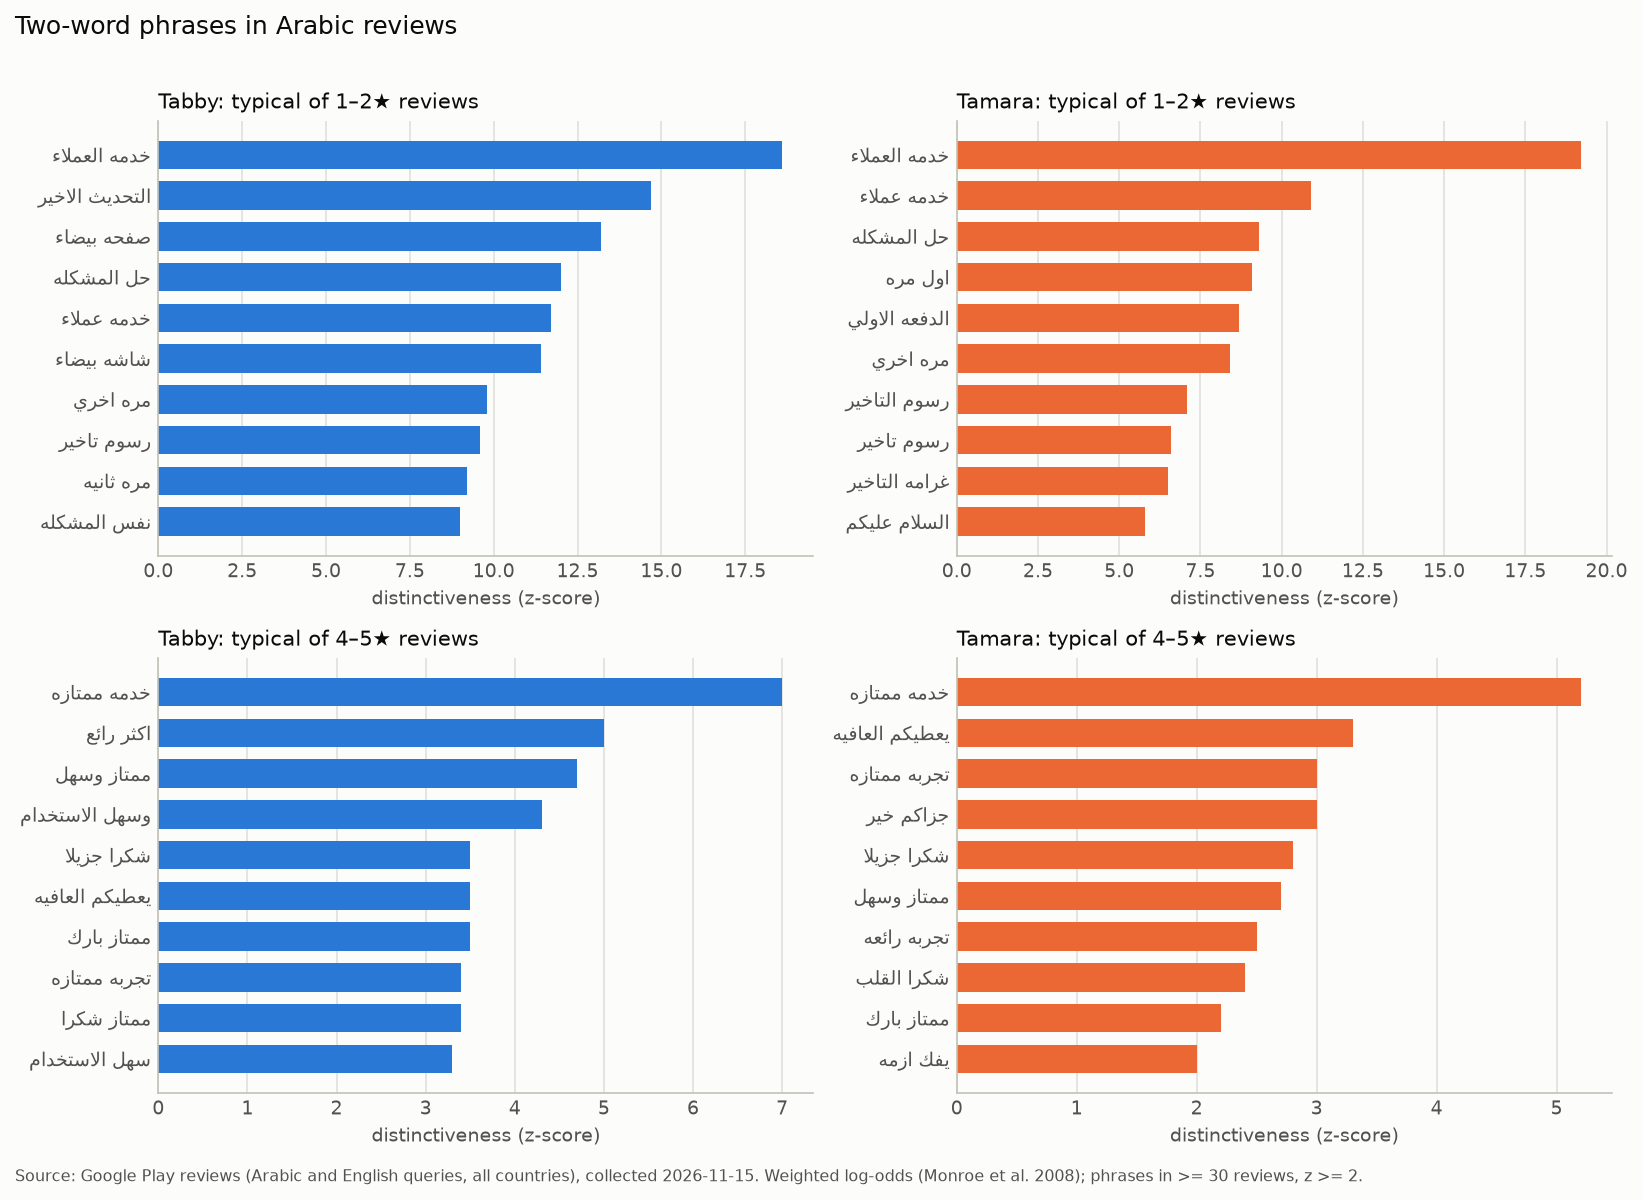 Two-word phrases in Arabic reviews
Tabby: typical of 1–2★ reviews
خدمه العملاء
التحديث الاخير
صفحه بيضاء
حل المشكله
خدمه عملاء
شاشه بيضاء
مره اخري
رسوم تاخير
مره ثانيه
نفس المشكله
0.0 2.5 5.0 7.5 10.0 12.5 15.0 17.5
distinctiveness (z-score)
Tamara: typical of 1–2★ reviews
خدمه العملاء
خدمه عملاء
حل المشكله
اول مره
الدفعه الاولي
مره اخري
رسوم التاخير
رسوم تاخير
غرامه التاخير
السلام عليكم
0.0 2.5 5.0 7.5 10.0 12.5 15.0 17.5 20.0
distinctiveness (z-score)
Tabby: typical of 4–5★ reviews
خدمه ممتازه
اكثر رائع
ممتاز وسهل
وسهل الاستخدام
شكرا جزيلا
يعطيكم العافيه
ممتاز بارك
تجربه ممتازه
ممتاز شكرا
سهل الاستخدام
0 1 2 3 4 5 6 7
distinctiveness (z-score)
Tamara: typical of 4–5★ reviews
خدمه ممتازه
يعطيكم العافيه
تجربه ممتازه
جزاكم خير
شكرا جزيلا
ممتاز وسهل
تجربه رائعه
شكرا القلب
ممتاز بارك
يفك ازمه
0 1 2 3 4 5
distinctiveness (z-score)
Source: Google Play reviews (Arabic and English queries, all countries), collected 2026-11-15. Weighted log-odds (Monroe et al. 2008); phrases in >= 30 reviews, z >= 2.